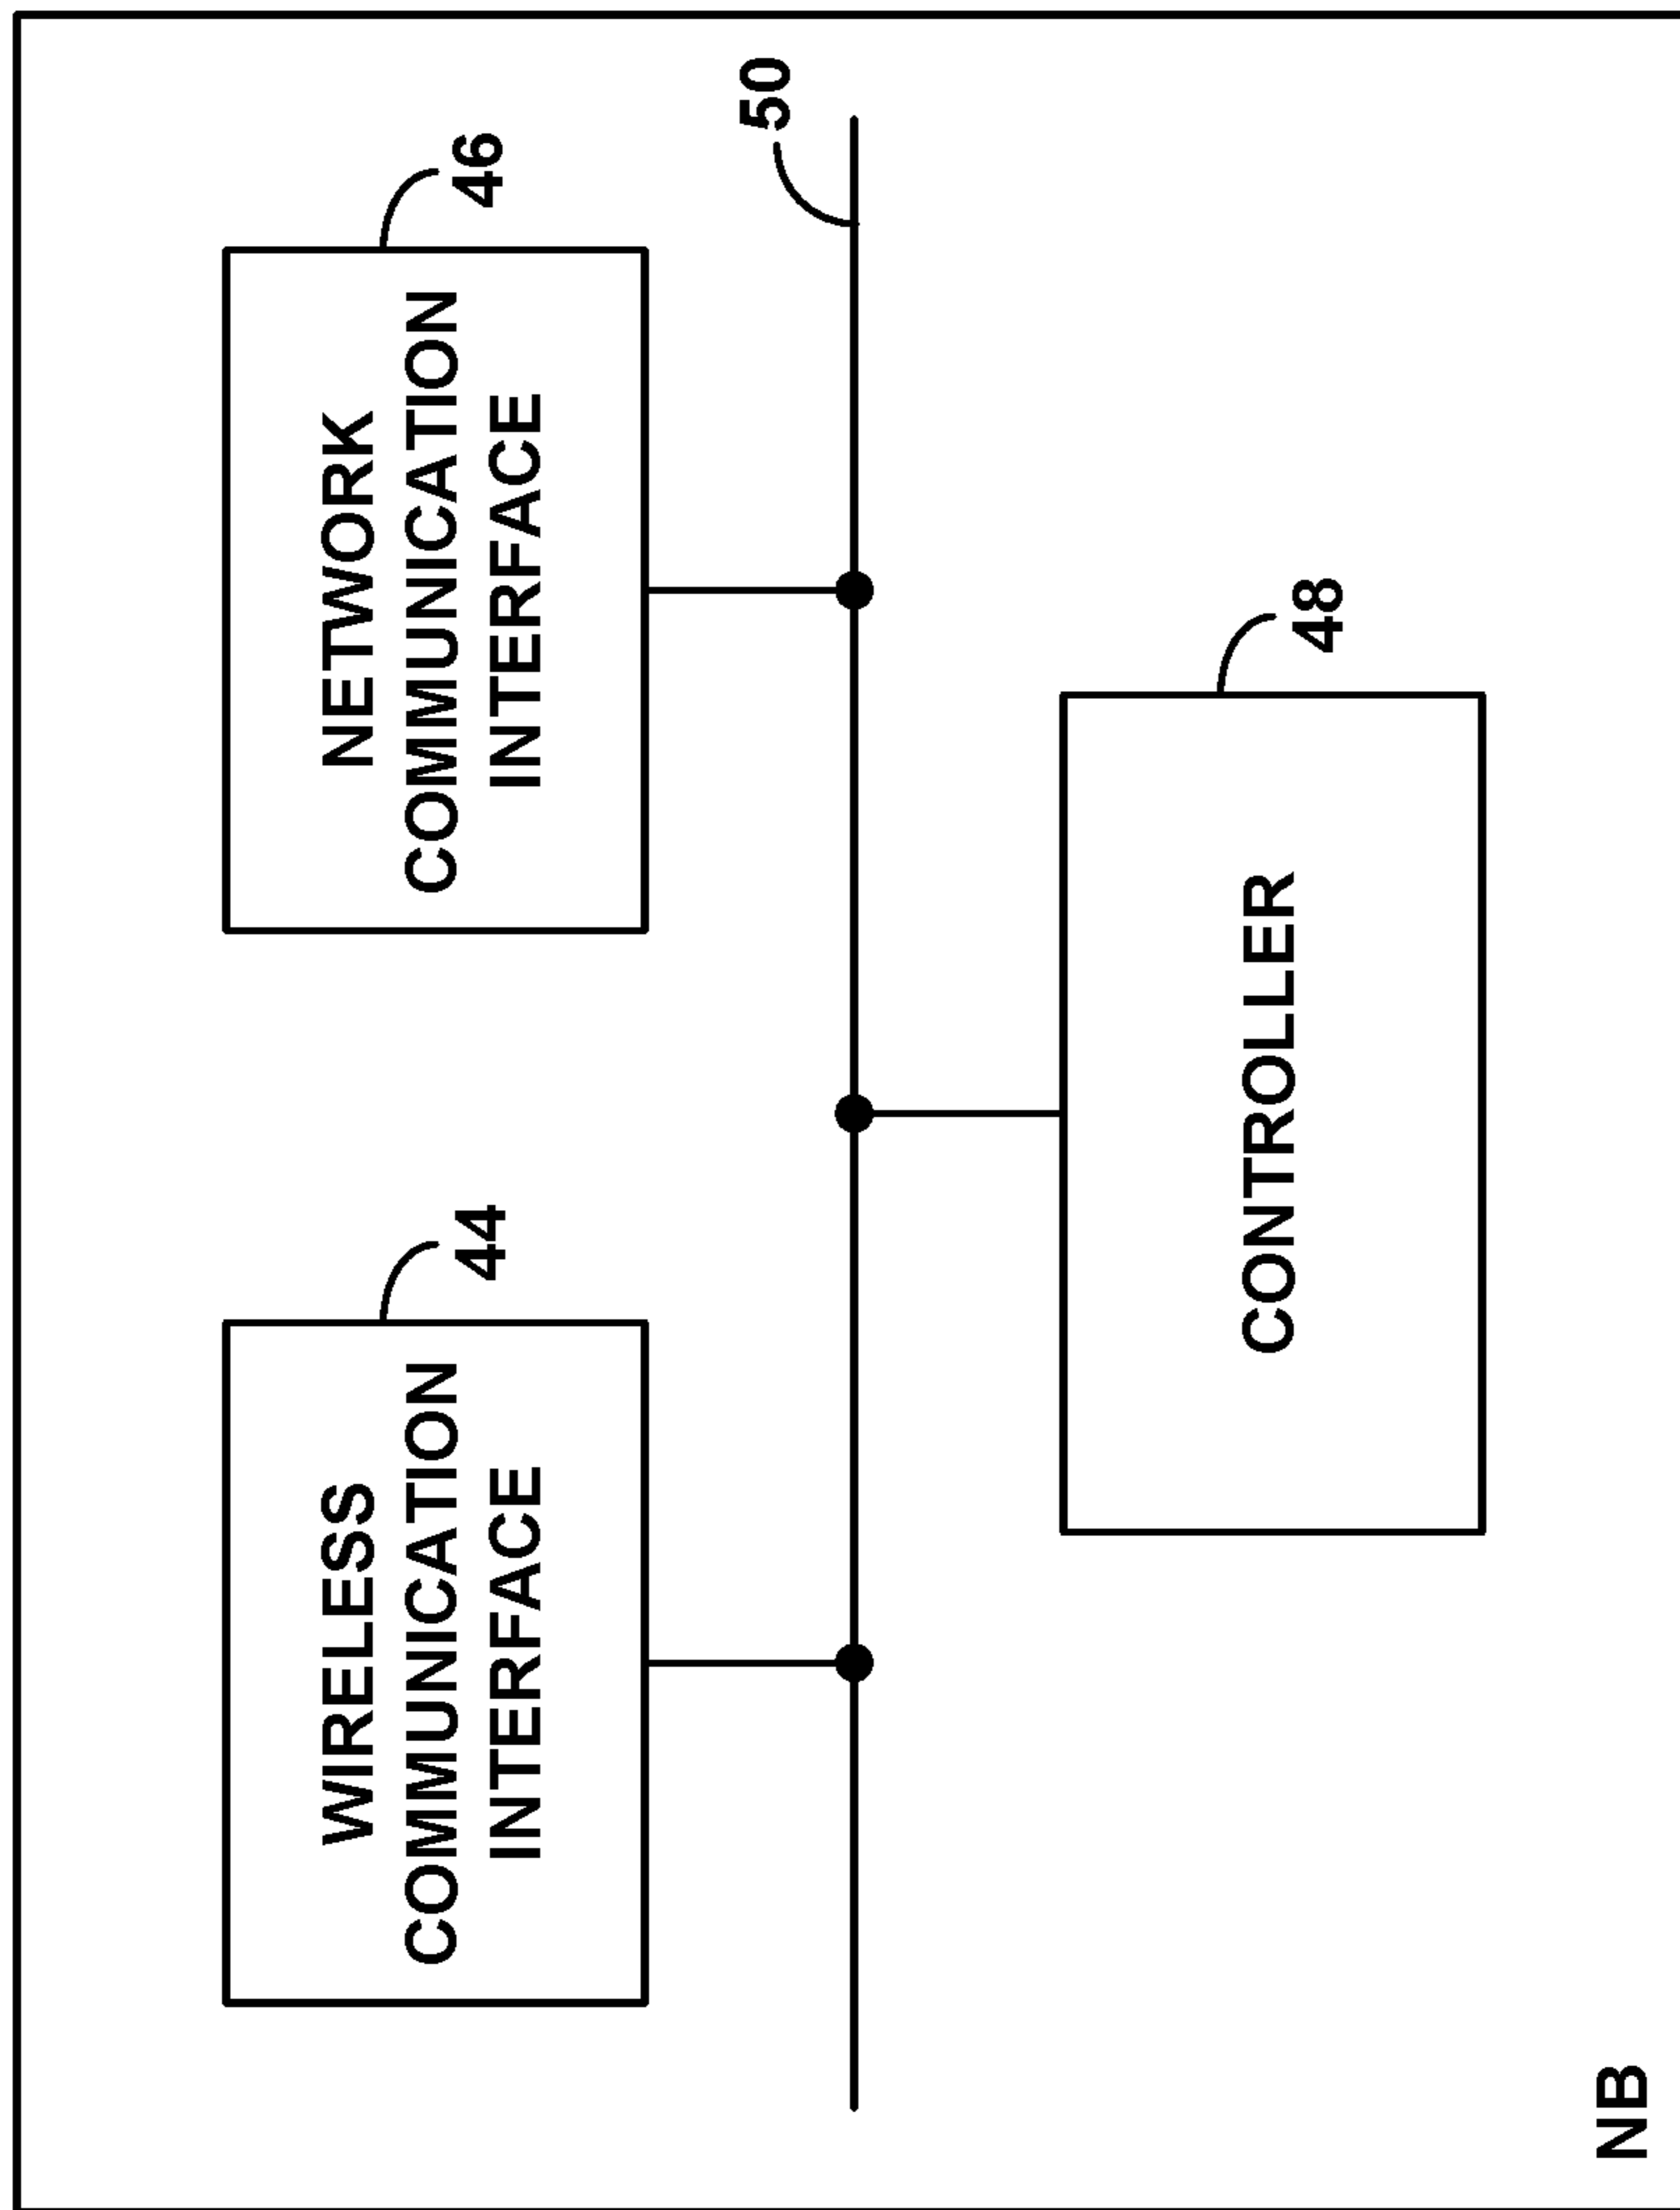 WIRELESS
COMMUNICATION
INTERFACE
44
NETWORK
COMMUNICATION
INTERFACE
46
50
CONTROLLER
48
NB